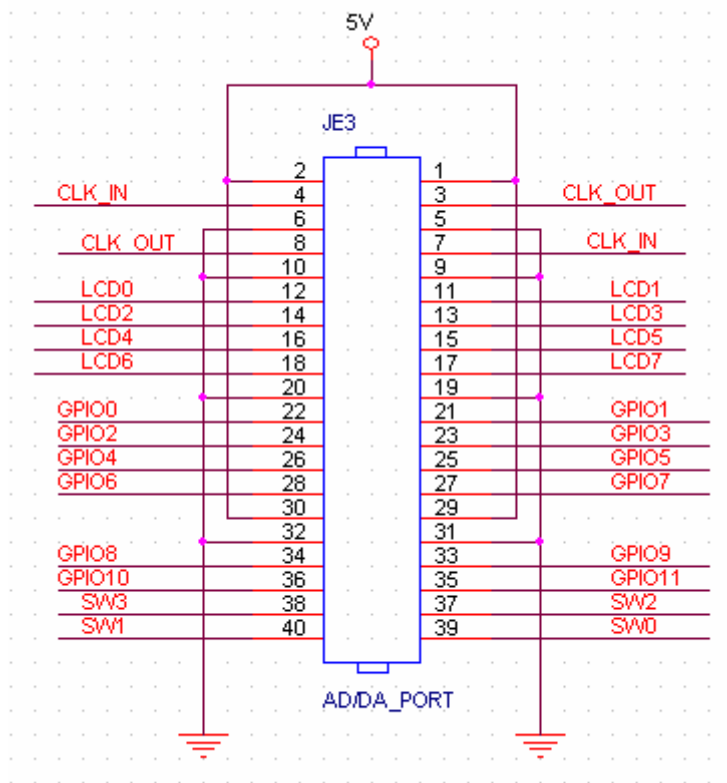 5V
JE3
2 1
CLK_IN 4 3 CLK_OUT
6 5
CLK_OUT 8 7 CLK_IN
10 9
LCD0 12 11 LCD1
LCD2 14 13 LCD3
LCD4 16 15 LCD5
LCD6 18 17 LCD7
20 19
GPIO0 22 21 GPIO1
GPIO2 24 23 GPIO3
GPIO4 26 25 GPIO5
GPIO6 28 27 GPIO7
30 29
32 31
GPIO8 34 33 GPIO9
GPIO10 36 35 GPIO11
SW3 38 37 SW2
SW1 40 39 SW0
AD/DA_PORT